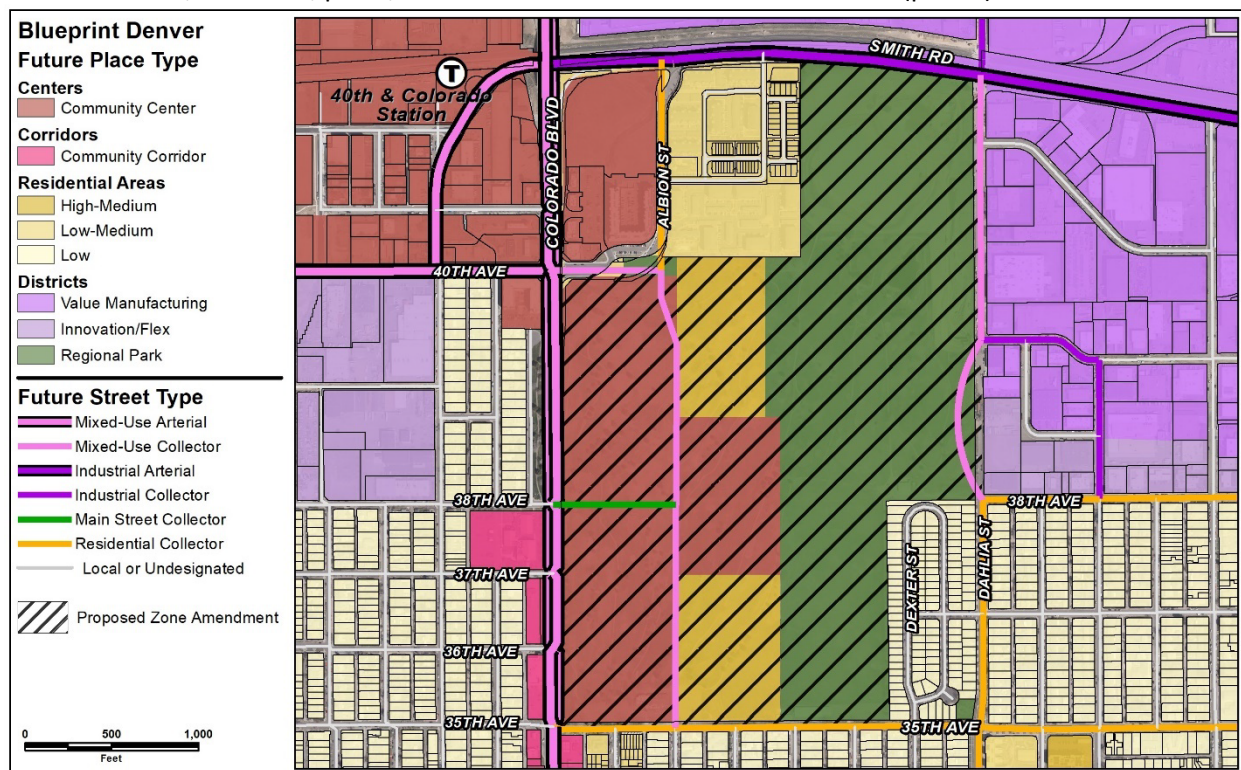 Blueprint Denver
Future Place Type
Centers
Community Center
Corridors
Community Corridor
Residential Areas
High-Medium
Low-Medium
Low
Districts
Value Manufacturing
Innovation/Flex
Regional Park
Future Street Type
Mixed-Use Arterial
Mixed-Use Collector
Industrial Arterial
Industrial Collector
Main Street Collector
Residential Collector
Local or Undesignated
Proposed Zone Amendment
0 500 1,000
Feet
SMITH RD
T
40th & Colorado
Station
COLORADO BLVD
ALBION ST
40TH AVE
38TH AVE
38TH AVE
37TH AVE
DEXTER ST
DAHLIA ST
36TH AVE
35TH AVE
35TH AVE